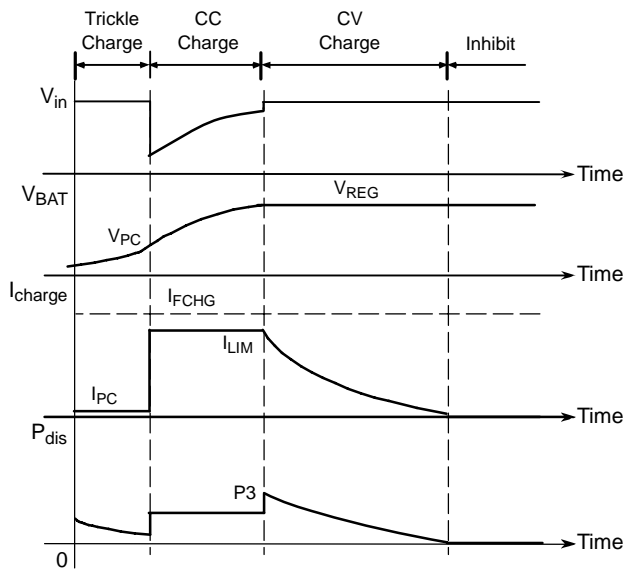 Trickle
Charge
CC
Charge
CV
Charge
Inhibit
Vin
Time
VBAT
VREG
VPC
Time
Icharge
IFCHG
ILIM
IPC
Time
Pdis
P3
Time
0